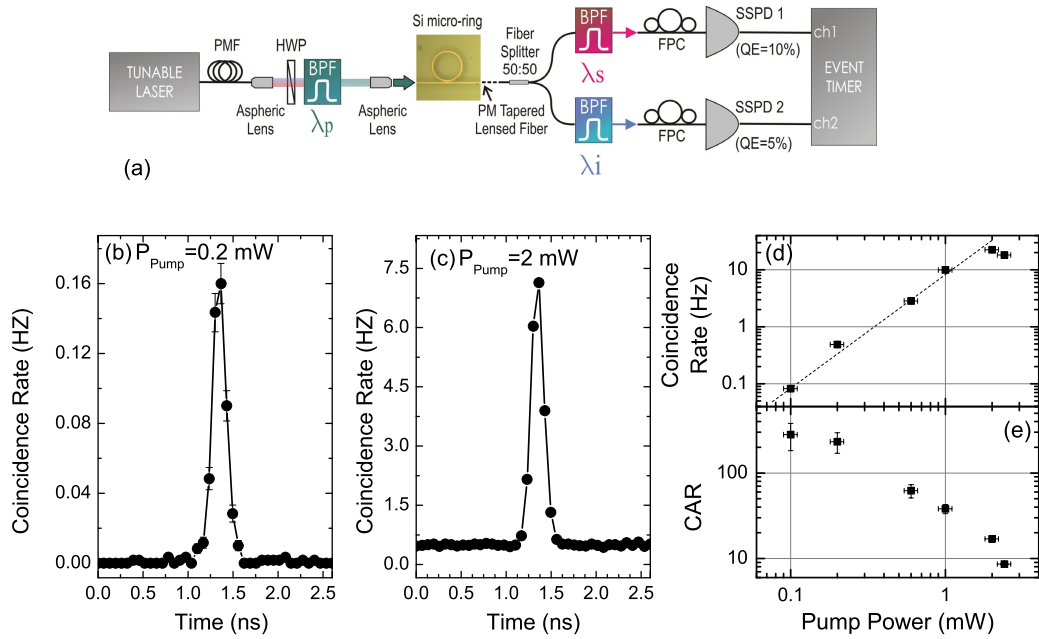 TUNABLE
LASER
PMF
HWP
BPF
λp
Aspheric
Lens
Aspheric
Lens
Si micro-ring
Fiber
Splitter
50:50
PM Tapered
Lensed Fiber
BPF
λs
FPC
SSPD 1
(QE=10%)
ch1
EVENT
TIMER
BPF
λi
FPC
SSPD 2
(QE=5%)
ch2
(a)
(b) P Pump =0.2 mW
Coincidence Rate (HZ)
0.16
0.12
0.08
0.04
0.00
0.0 0.5 1.0 1.5 2.0 2.5
Time (ns)
(c) P Pump =2 mW
Coincidence Rate (HZ)
7.5
6.0
4.5
3.0
1.5
0.0
0.0 0.5 1.0 1.5 2.0 2.5
Time (ns)
(d)
Coincidence
Rate (Hz)
10
1
0.1
(e)
CAR
100
10
0.1 1
Pump Power (mW)